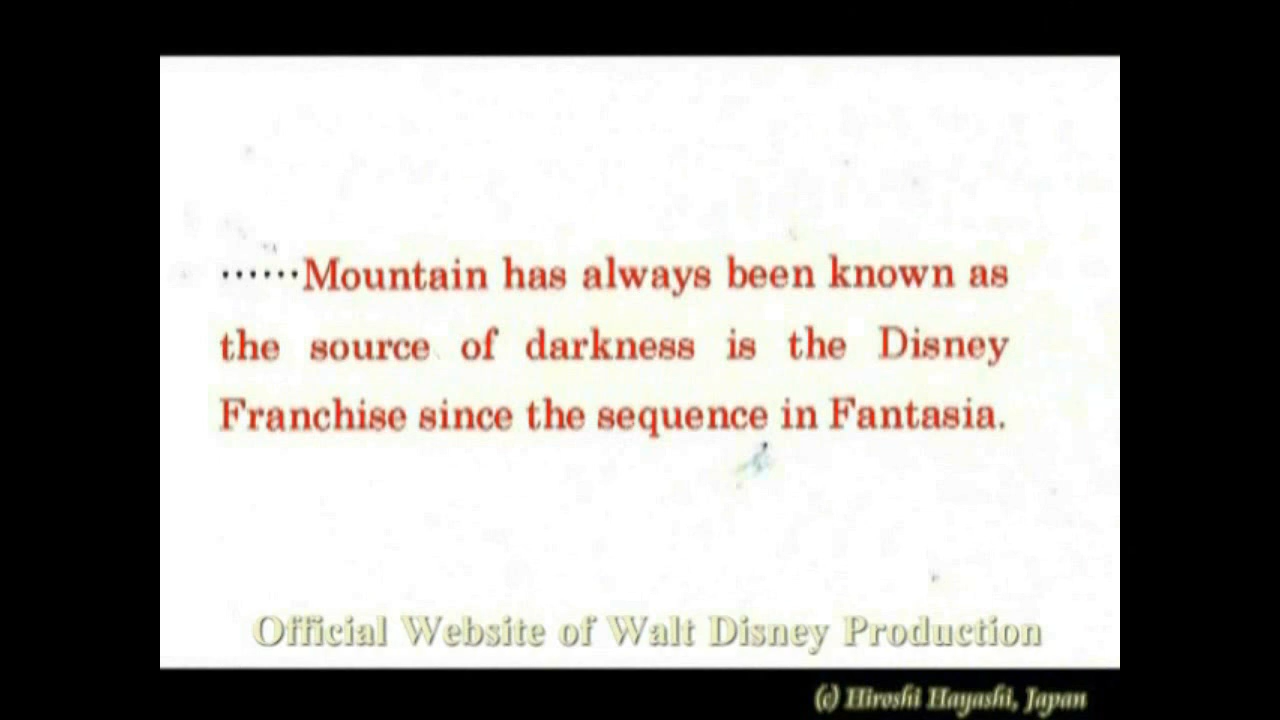 ······Mountain has always been known as
the source of darkness is the Disney
Franchise since the sequence in Fantasia.
Official Website of Walt Disney Production
(c) Hiroshi Hayashi, Japan